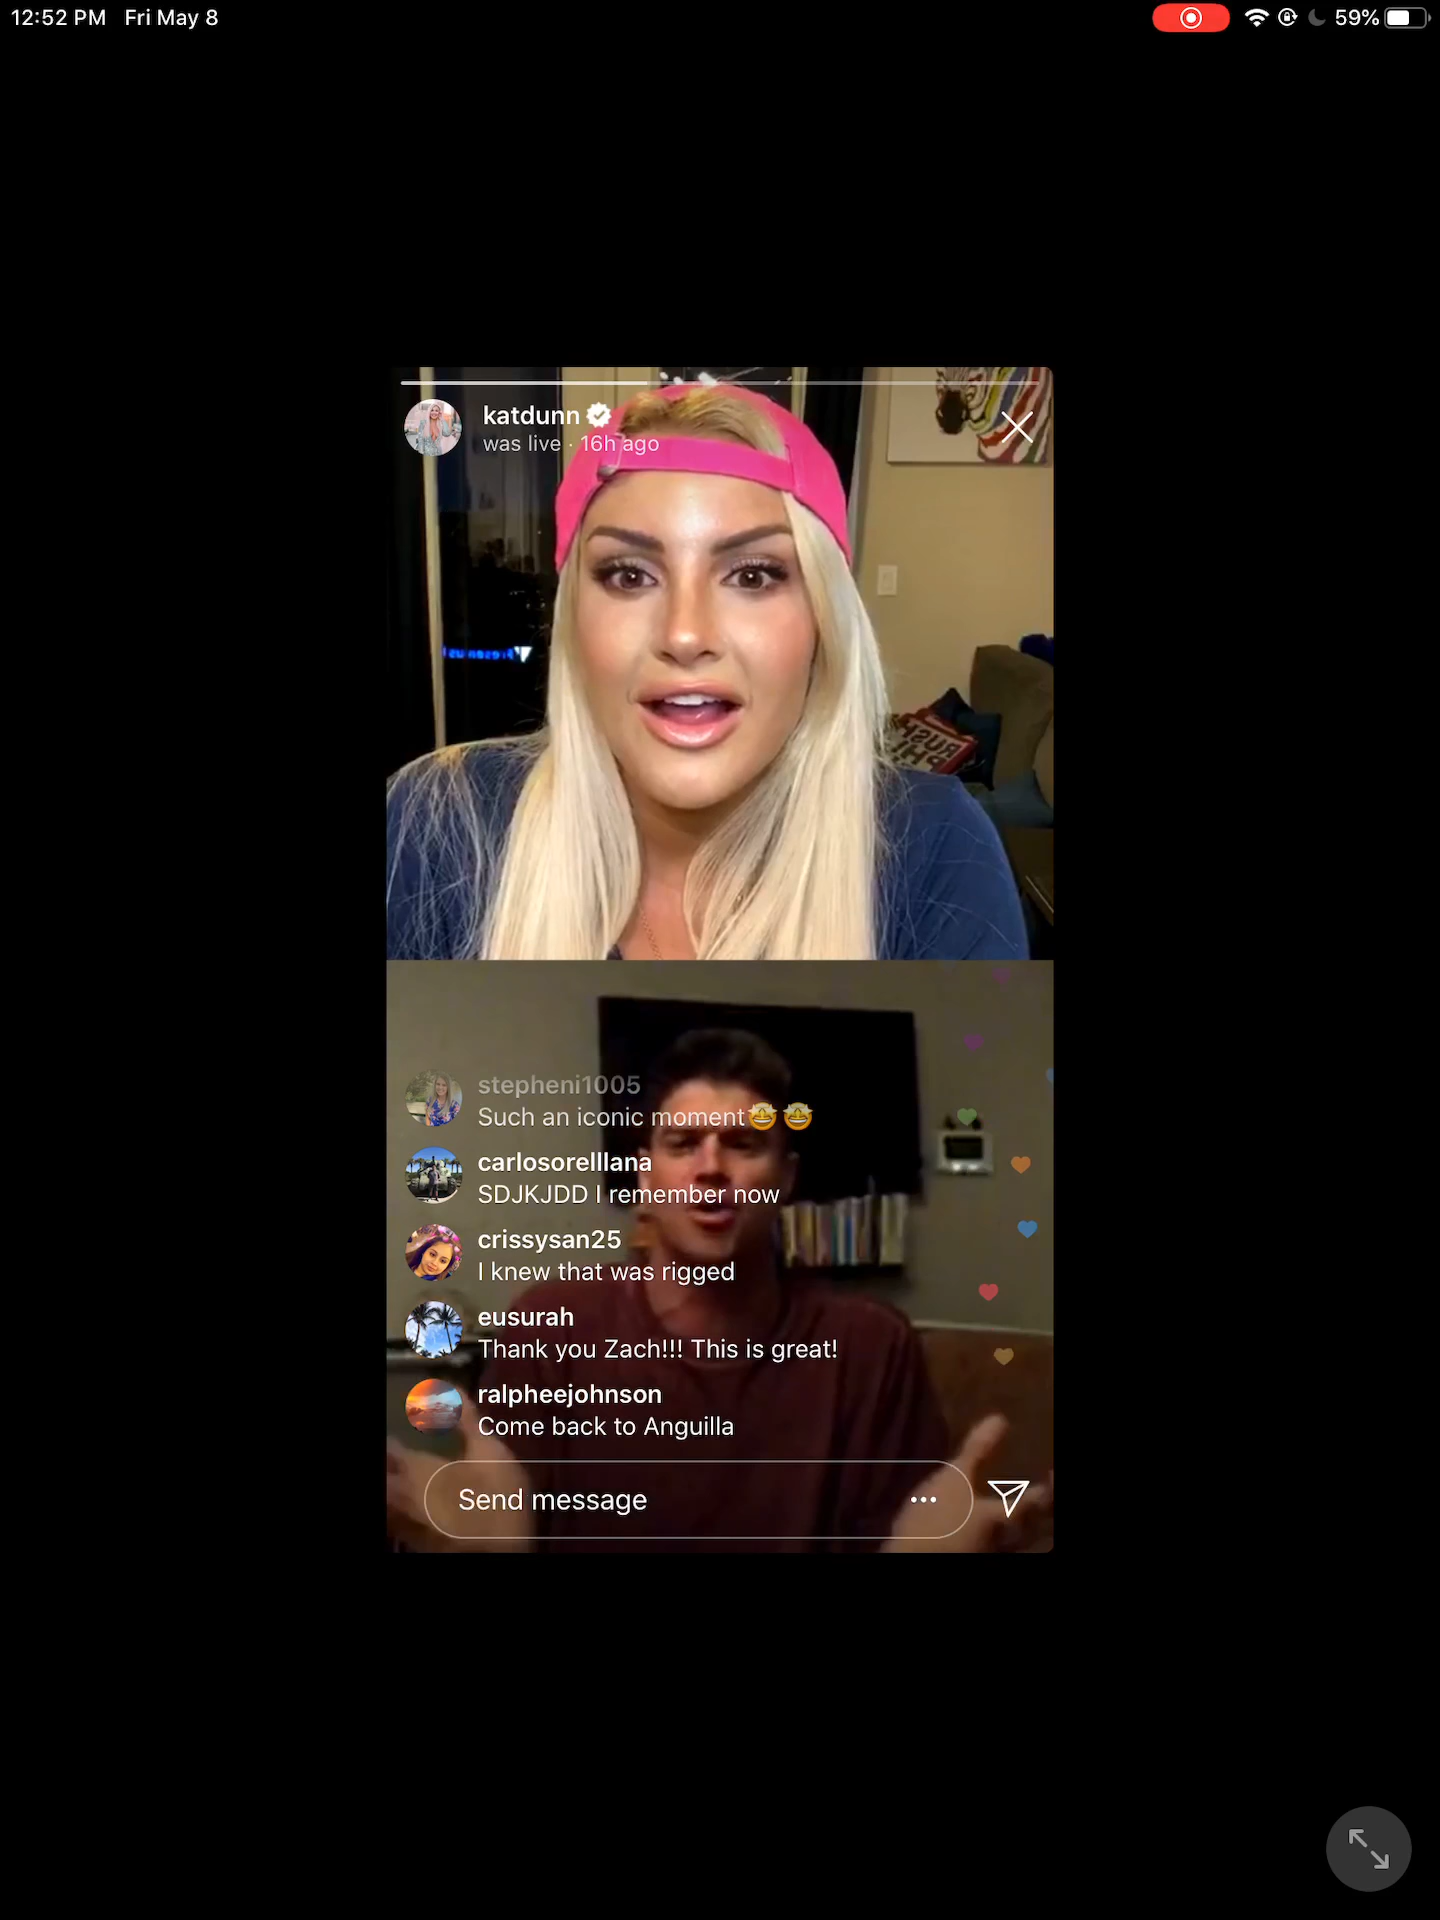 12:52 PM Fri May 8
59%
katdunn
was live · 16h ago
RUSH
stepheni1005
Such an iconic moment🤩🤩
carlosorelllana
SDJKJDD I remember now
crissysan25
I knew that was rigged
eusurah
Thank you Zach!!! This is great!
ralpheejohnson
Come back to Anguilla
Send message